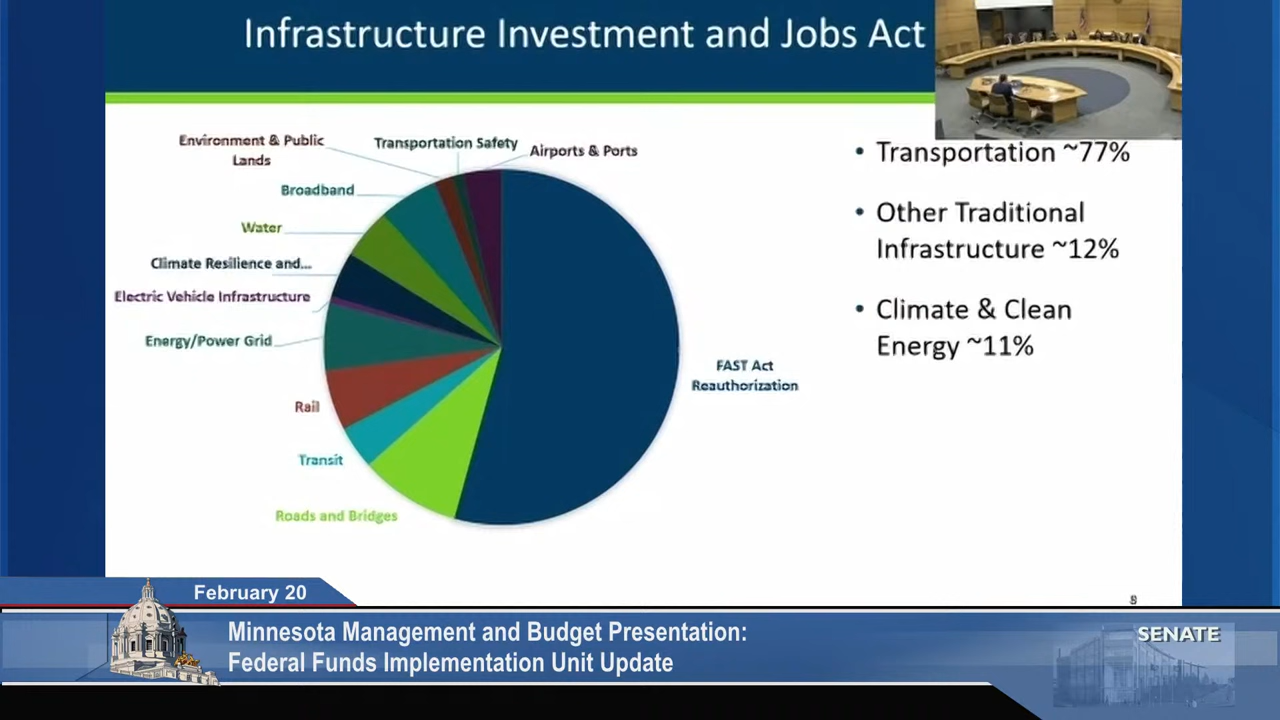 Infrastructure Investment and Jobs Act
Environment & Public
Lands
Transportation Safety
Airports & Ports
Broadband
Water
Climate Resilience and...
Electric Vehicle Infrastructure
Energy/Power Grid
Rail
Transit
Roads and Bridges
FAST Act
Reauthorization
• Transportation ~77%
• Other Traditional
Infrastructure ~12%
• Climate & Clean
Energy ~11%
8
February 20
Minnesota Management and Budget Presentation:
Federal Funds Implementation Unit Update
SENATE